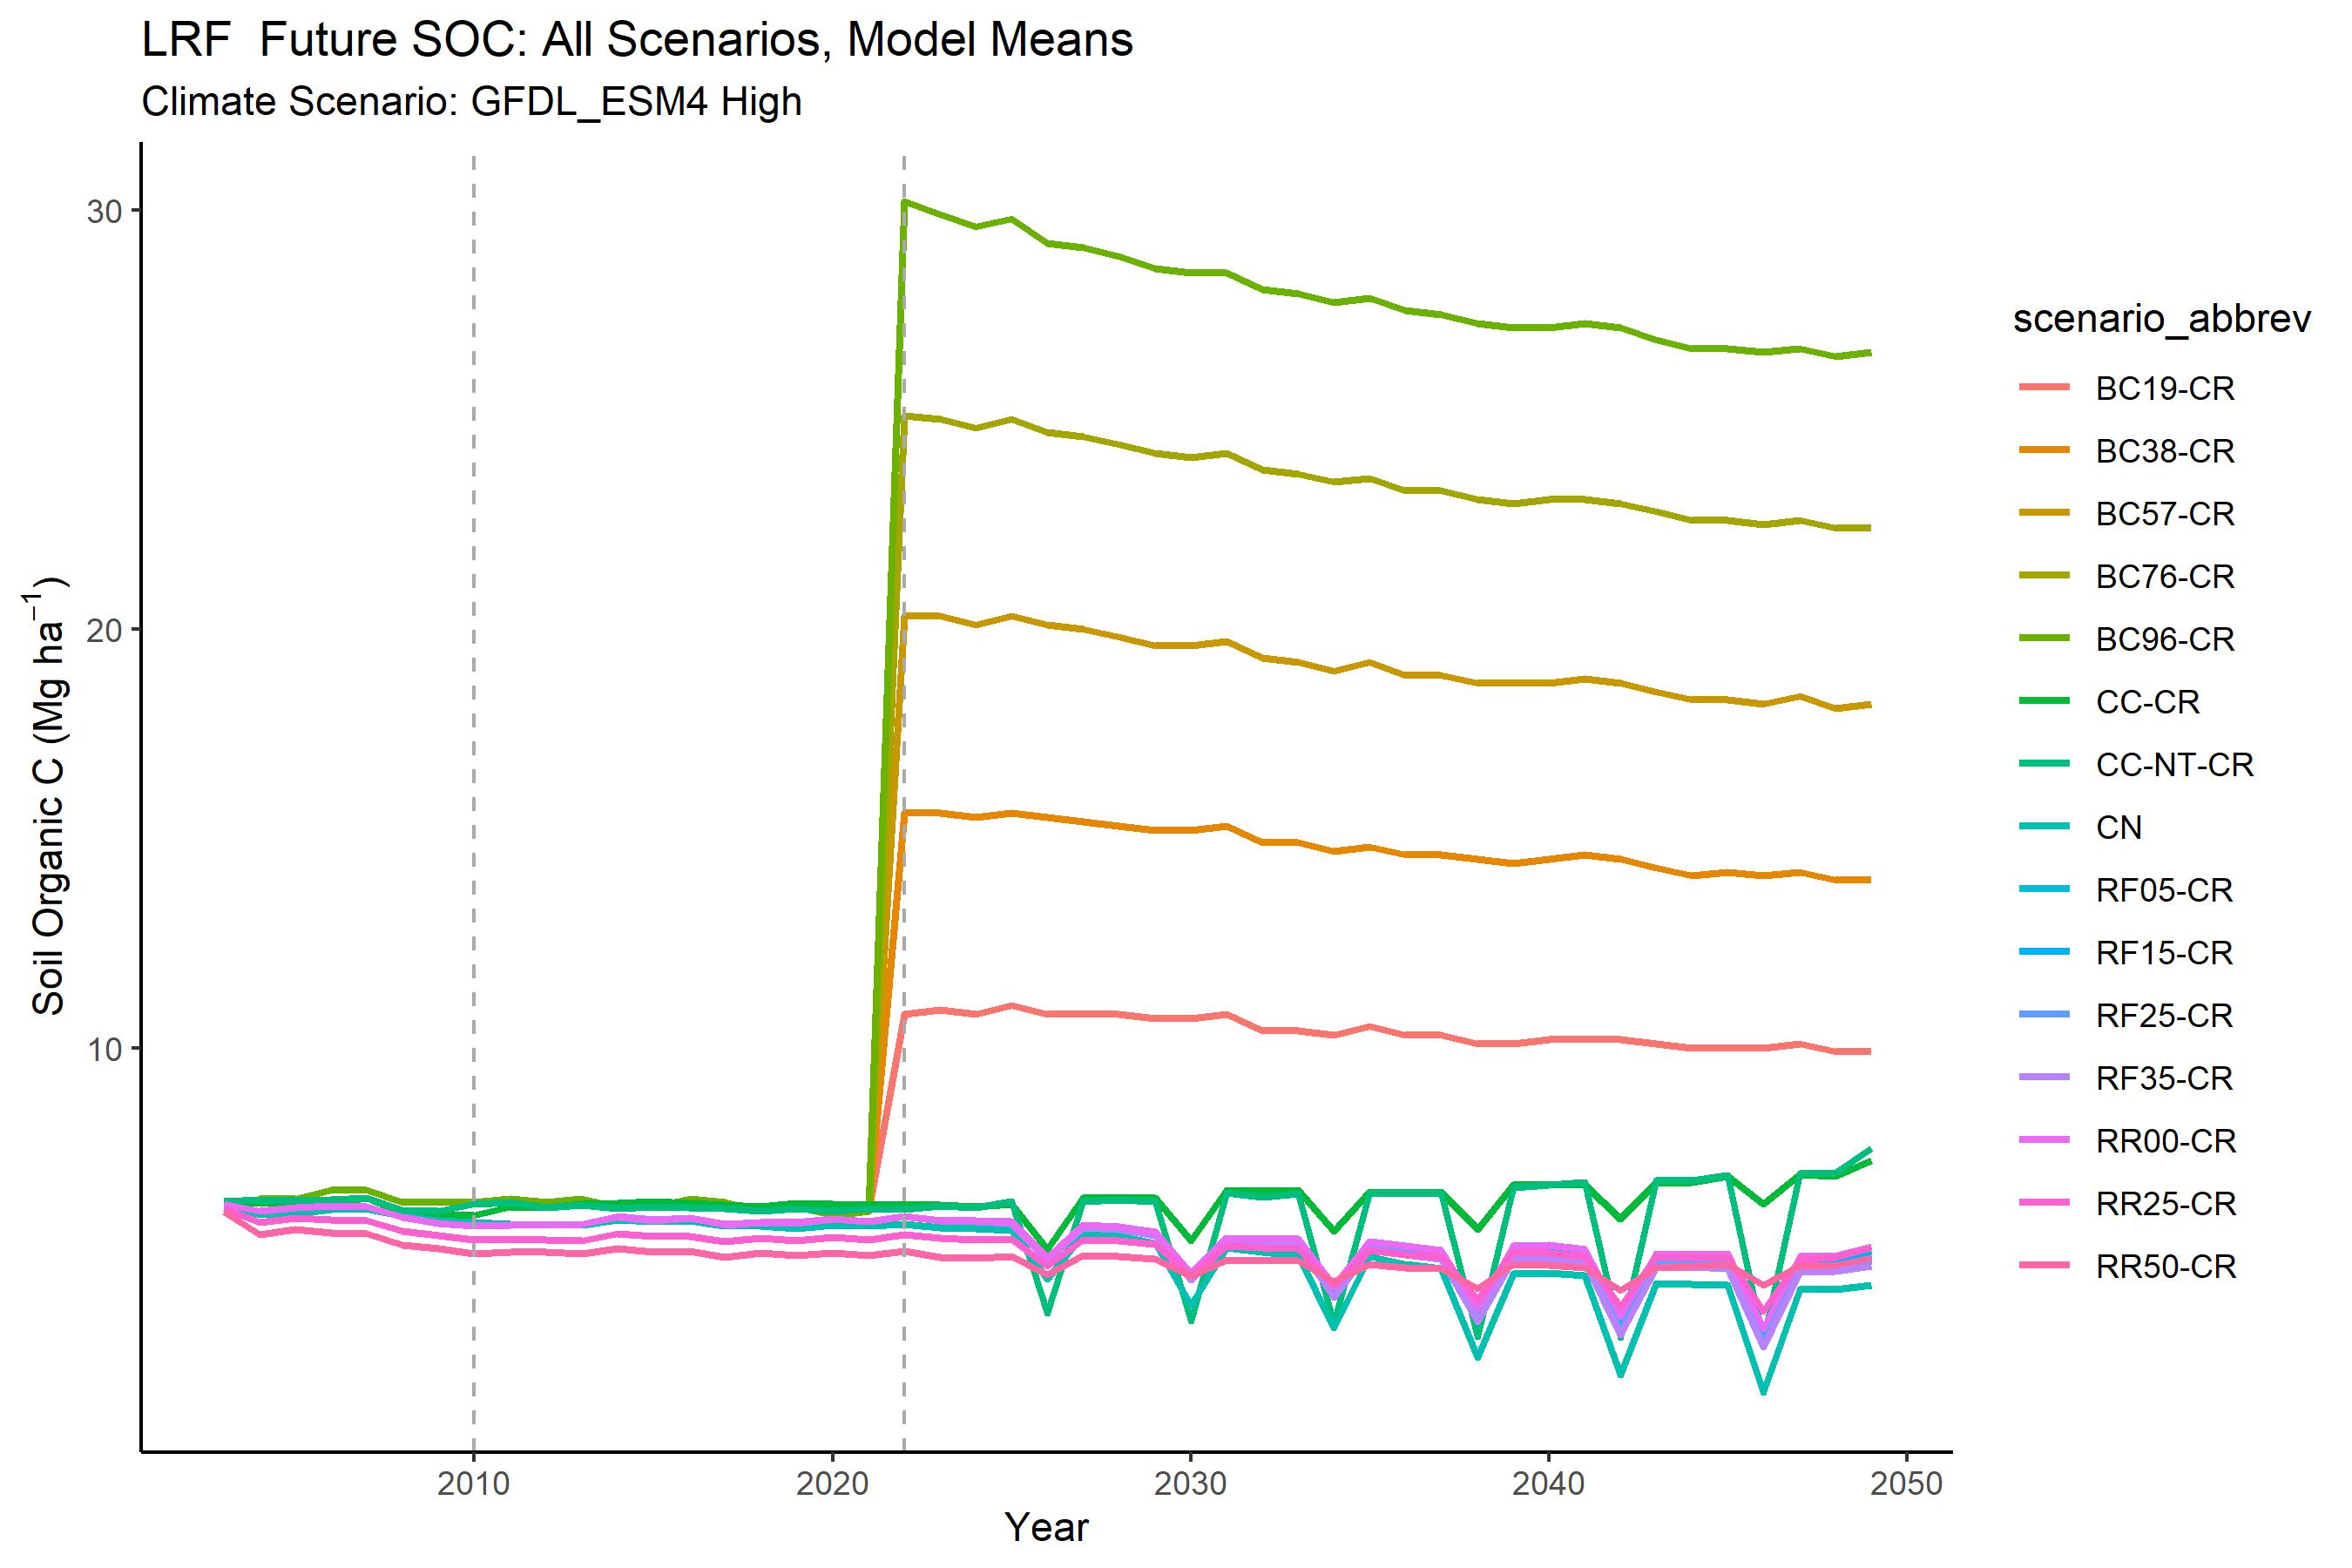 LRF  Future SOC: All Scenarios, Model Means
Climate Scenario: GFDL_ESM4 High
30
20
10
Soil Organic C (Mg ha⁻¹)
2010
2020
2030
2040
2050
Year
scenario_abbrev
BC19-CR
BC38-CR
BC57-CR
BC76-CR
BC96-CR
CC-CR
CC-NT-CR
CN
RF05-CR
RF15-CR
RF25-CR
RF35-CR
RR00-CR
RR25-CR
RR50-CR